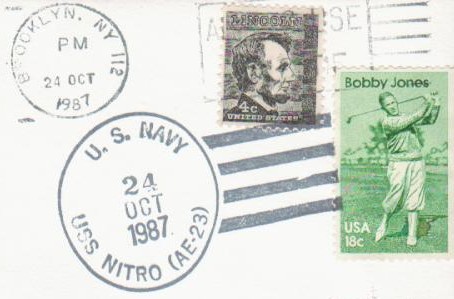 BROOKLYN, NY 112
PM
24 OCT
1987
LINCOLN
4c
UNITED STATES
Bobby Jones
USA
18c
U. S. NAVY
24
OCT
1987
USS NITRO (AE-23)